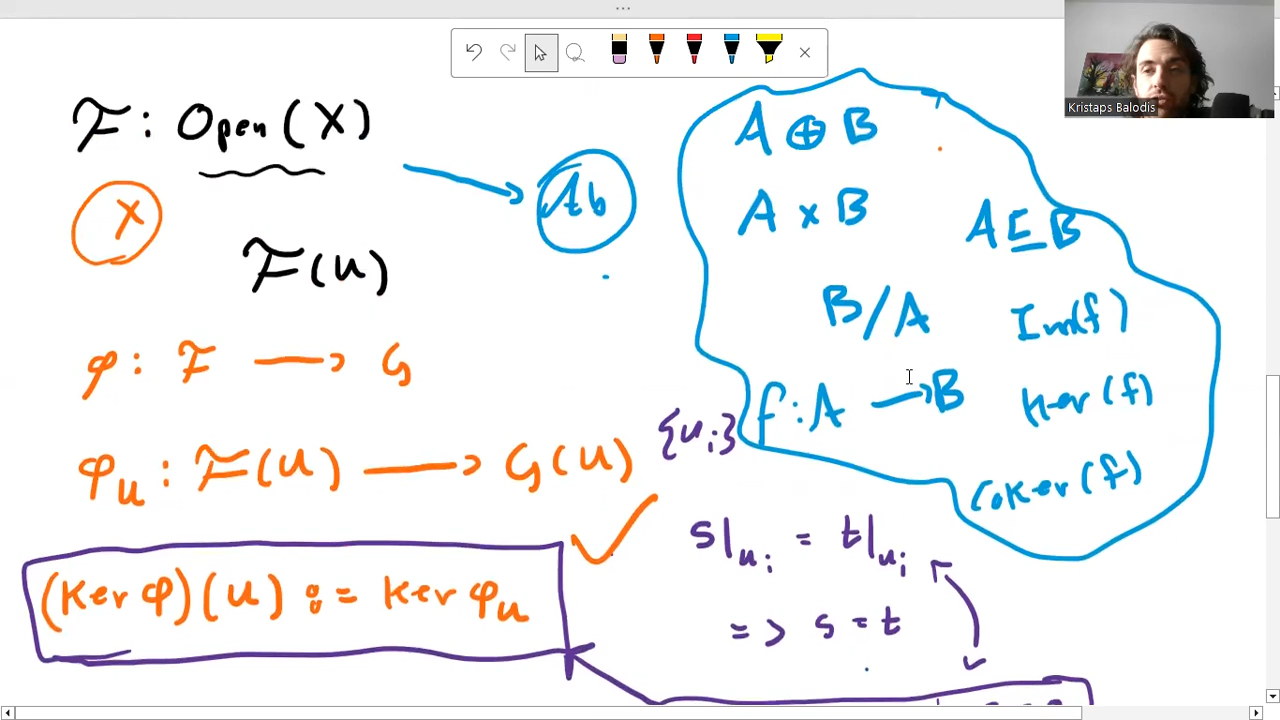 ℱ : Open(X)
X
Ab
ℱ(U)
φ : ℱ → G
φ_U : ℱ(U) → G(U)
(Ker φ)(U) := Ker φ_U
A ⊕ B
A × B
A ⊆ B
B/A
Im(f)
f : A → B
Ker(f)
Coker(f)
{U_i}
s|_{U_i} = t|_{U_i}
=> s = t
Kristaps Balodis